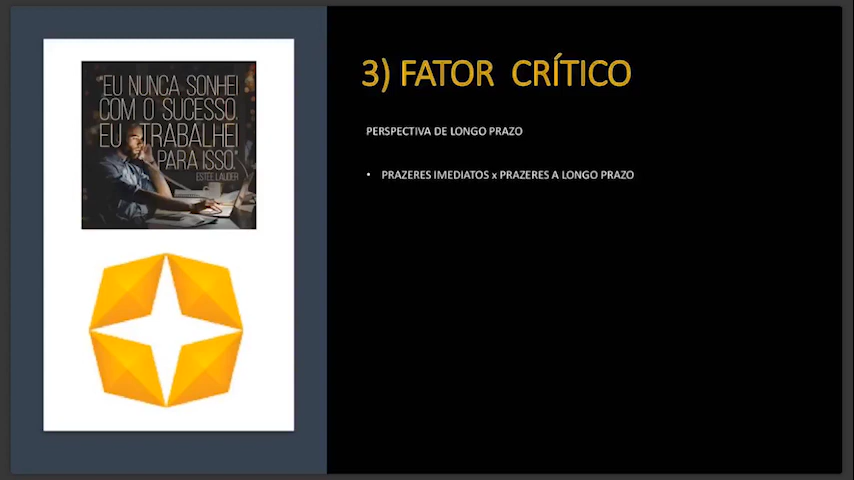 "EU NUNCA SONHEI
COM O SUCESSO.
EU TRABALHEI
PARA ISSO."
ESTÉE LAUDER
3) FATOR CRÍTICO
PERSPECTIVA DE LONGO PRAZO
• PRAZERES IMEDIATOS x PRAZERES A LONGO PRAZO